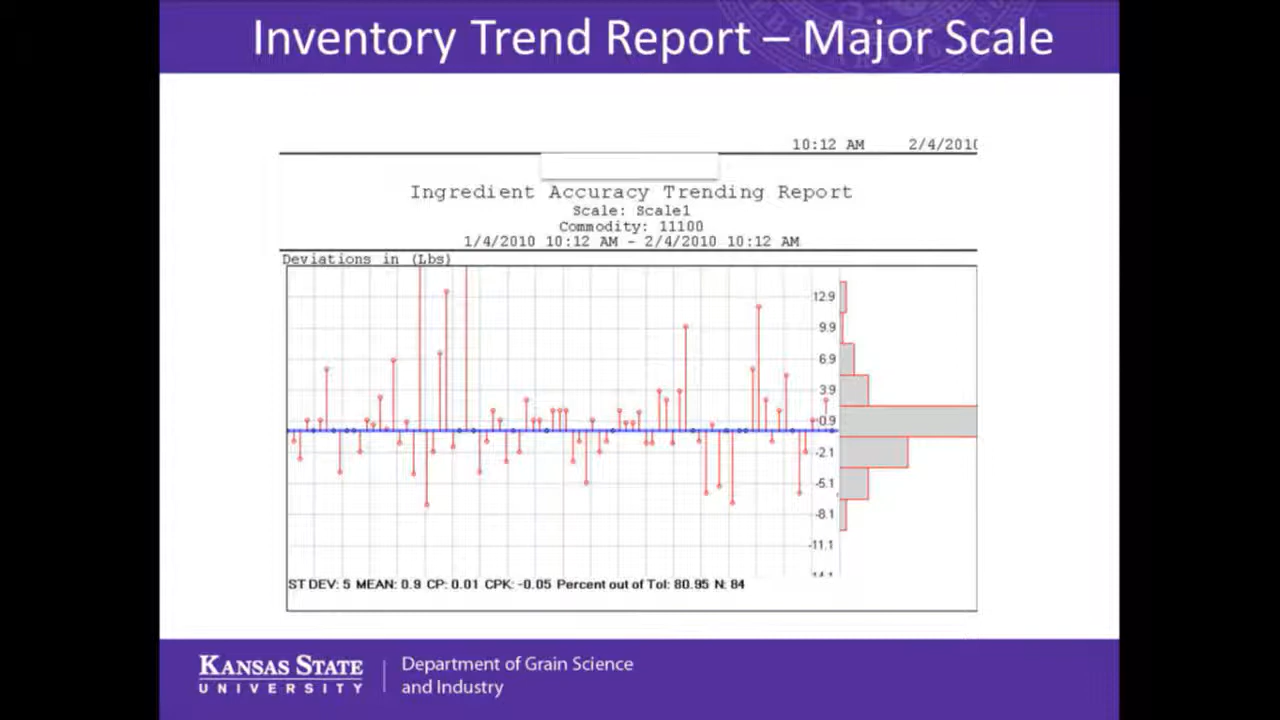 Inventory Trend Report – Major Scale
10:12 AM 2/4/2010
Ingredient Accuracy Trending Report
Scale: Scale1
Commodity: 11100
1/4/2010 10:12 AM - 2/4/2010 10:12 AM
Deviations in (Lbs)
12.9
9.9
6.9
3.9
0.9
-2.1
-5.1
-8.1
-11.1
ST DEV: 5 MEAN: 0.9 CP: 0.01 CPK: -0.05 Percent out of Tol: 80.95 N: 84
KANSAS STATE
UNIVERSITY
Department of Grain Science
and Industry